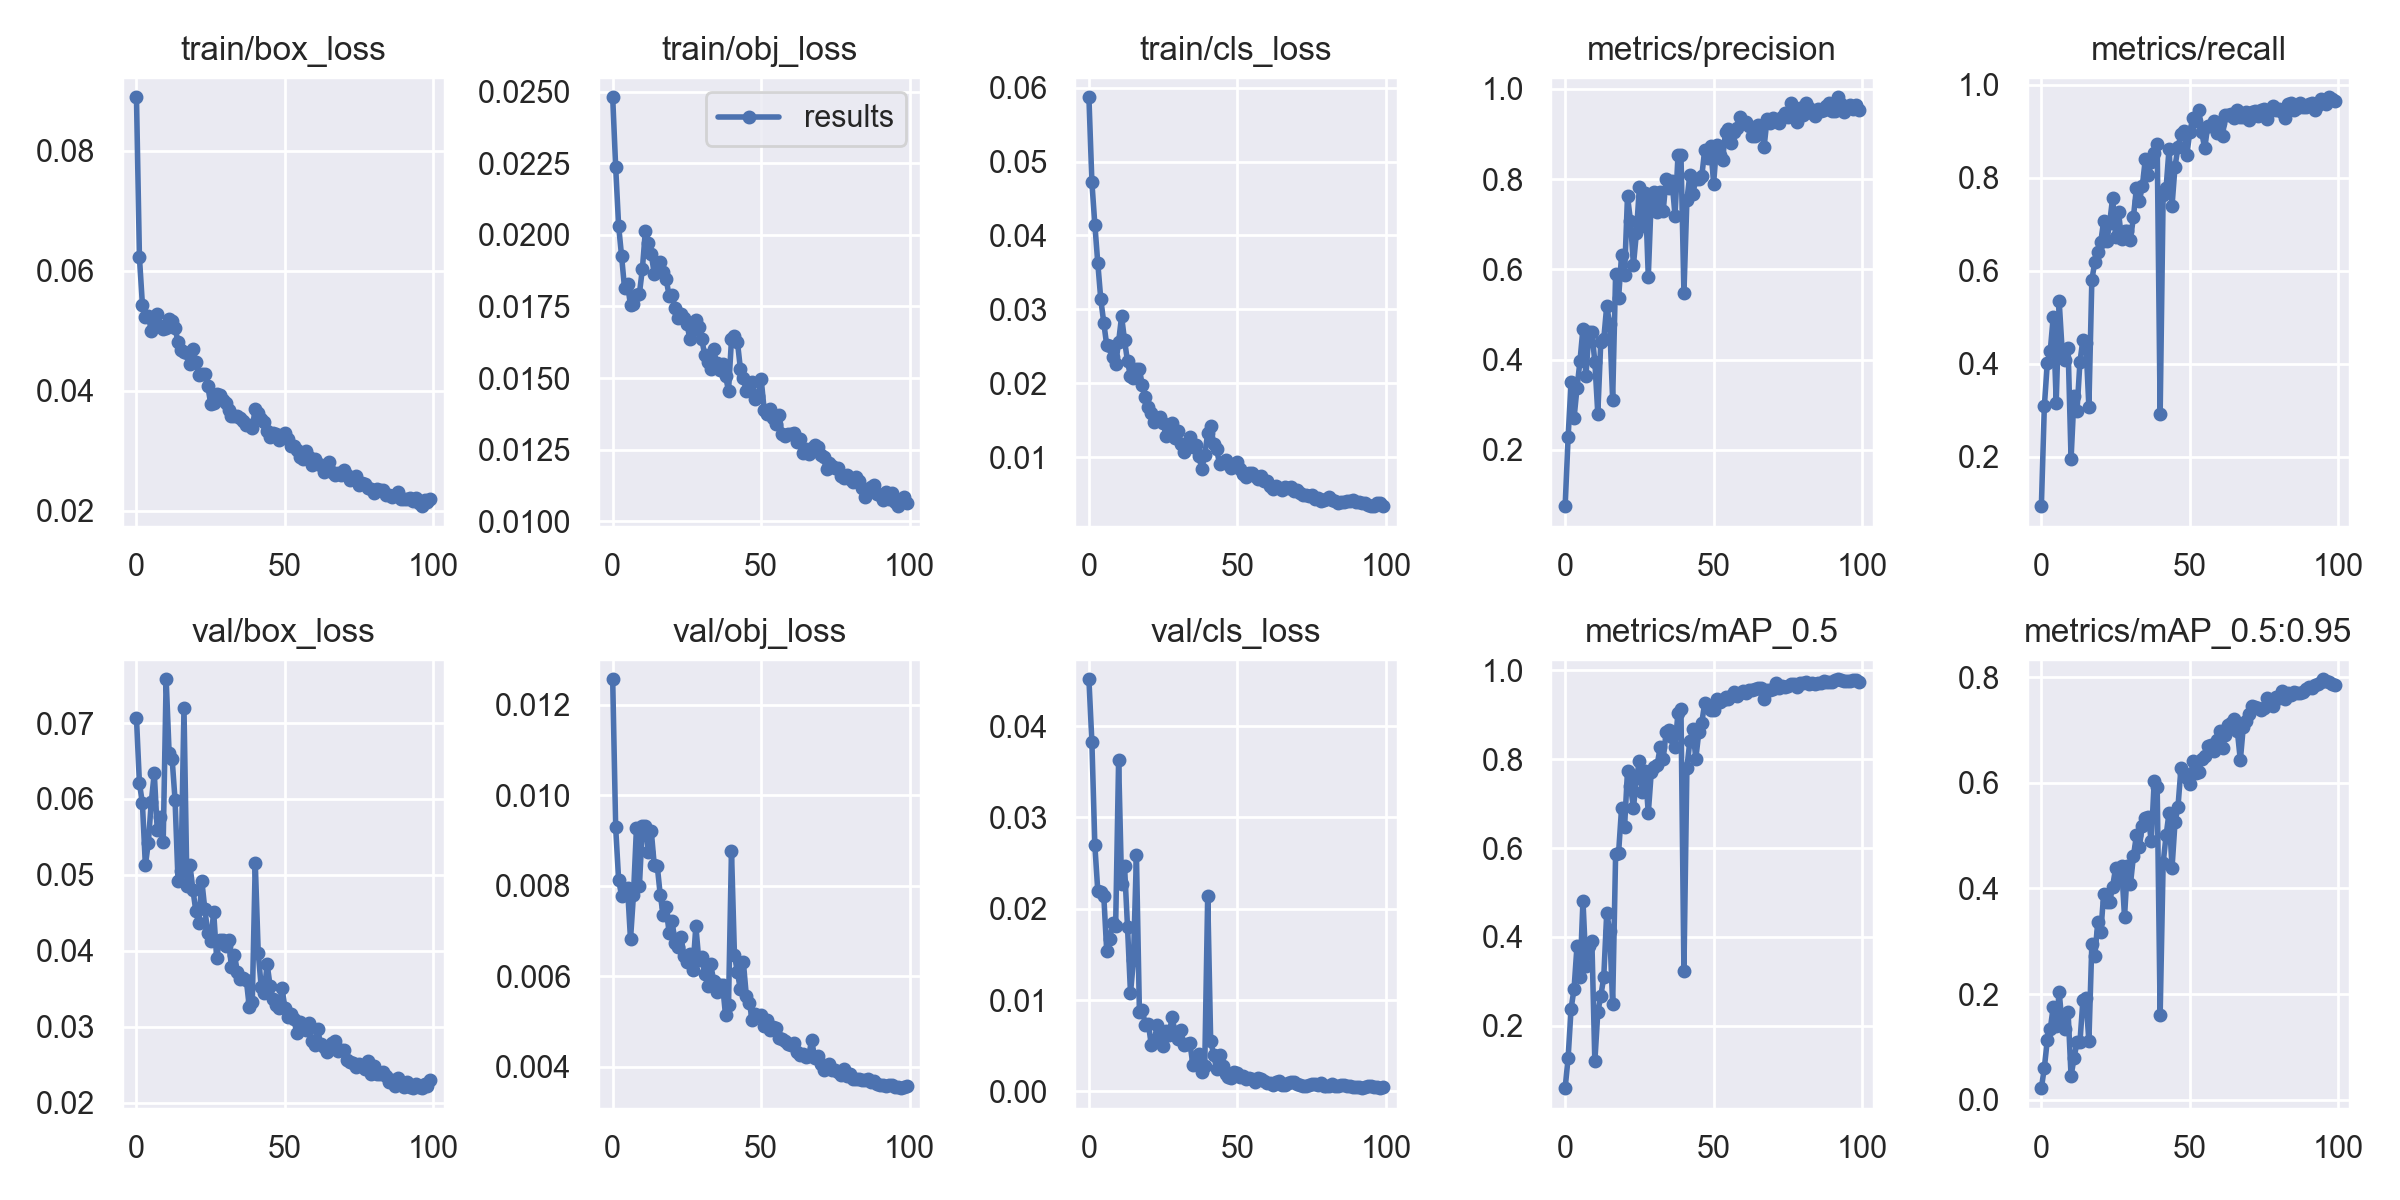 train/box_loss
0.08
0.06
0.04
0.02
0 50 100
train/obj_loss
results
0.0250
0.0225
0.0200
0.0175
0.0150
0.0125
0.0100
0 50 100
train/cls_loss
0.06
0.05
0.04
0.03
0.02
0.01
0 50 100
metrics/precision
1.0
0.8
0.6
0.4
0.2
0 50 100
metrics/recall
1.0
0.8
0.6
0.4
0.2
0 50 100
val/box_loss
0.07
0.06
0.05
0.04
0.03
0.02
0 50 100
val/obj_loss
0.012
0.010
0.008
0.006
0.004
0 50 100
val/cls_loss
0.04
0.03
0.02
0.01
0.00
0 50 100
metrics/mAP_0.5
1.0
0.8
0.6
0.4
0.2
0 50 100
metrics/mAP_0.5:0.95
0.8
0.6
0.4
0.2
0.0
0 50 100